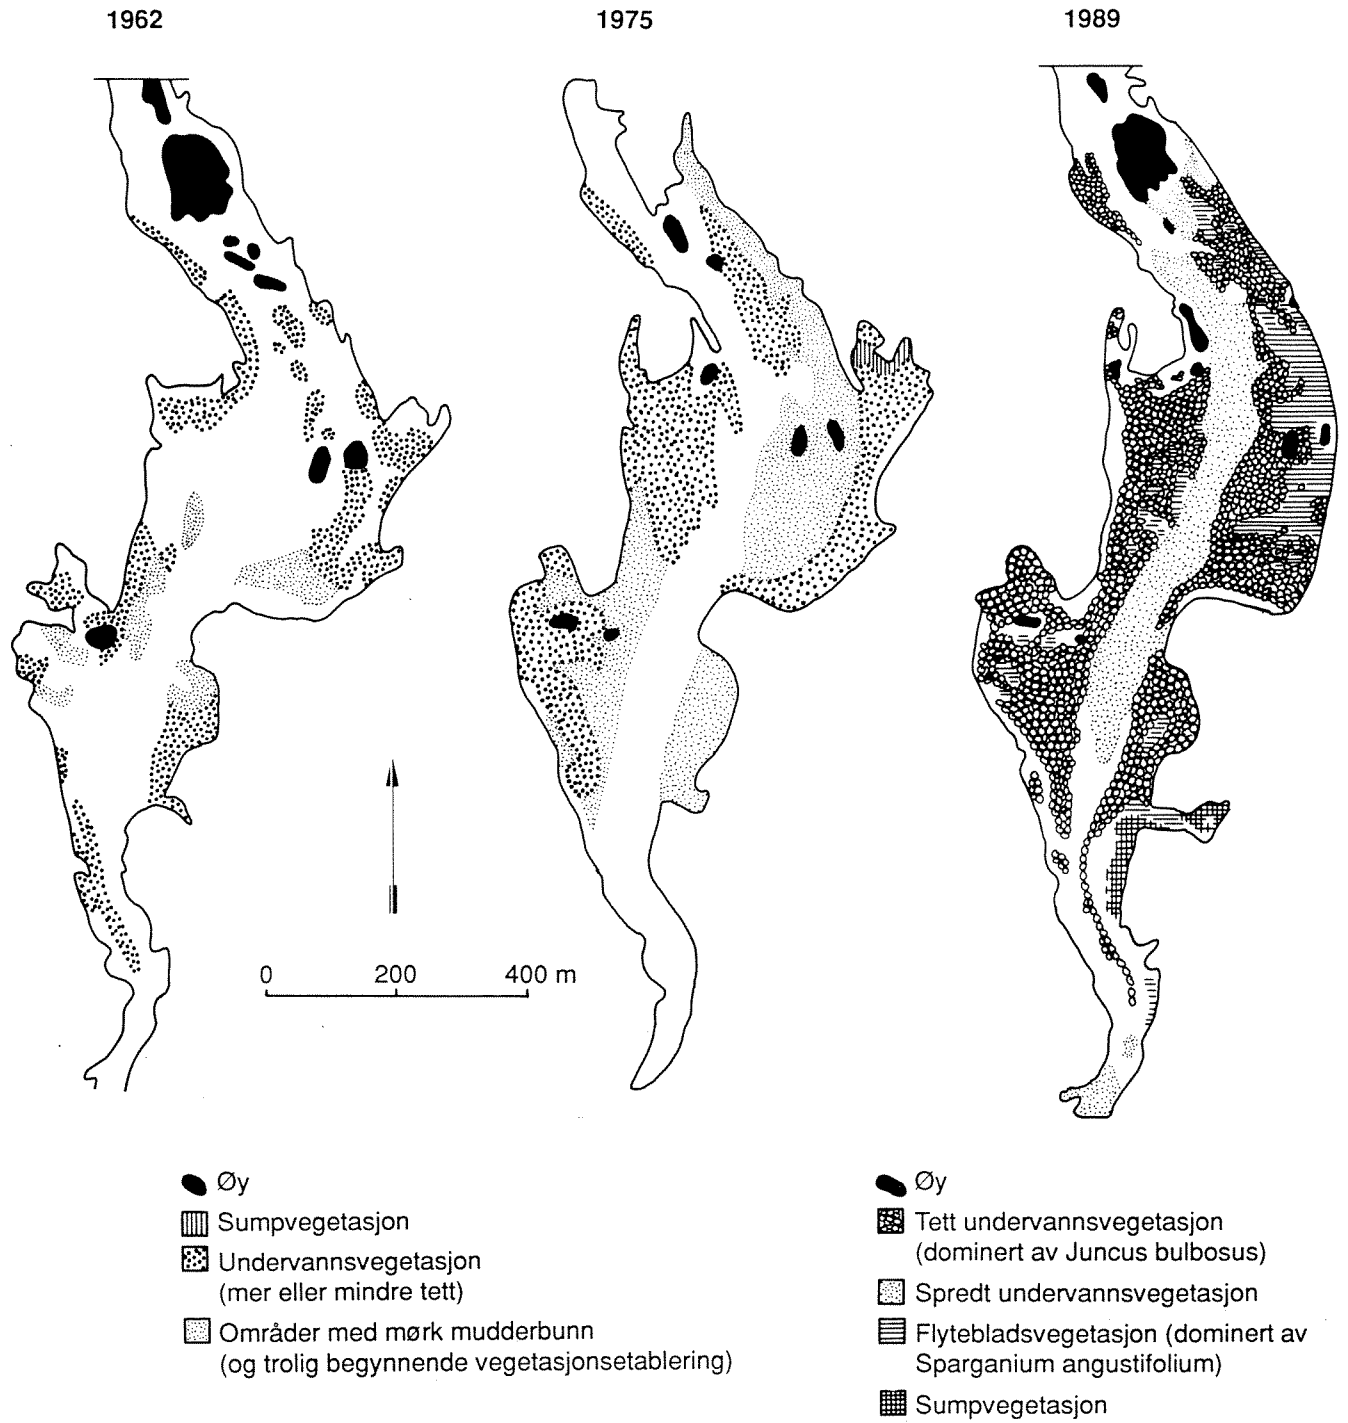 1962
1975
1989
0 200 400 m
Øy
Sumpvegetasjon
Undervannsvegetasjon
(mer eller mindre tett)
Områder med mørk mudderbunn
(og trolig begynnende vegetasjonsetablering)
Øy
Tett undervannsvegetasjon
(dominert av Juncus bulbosus)
Spredt undervannsvegetasjon
Flytebladsvegetasjon (dominert av
Sparganium angustifolium)
Sumpvegetasjon